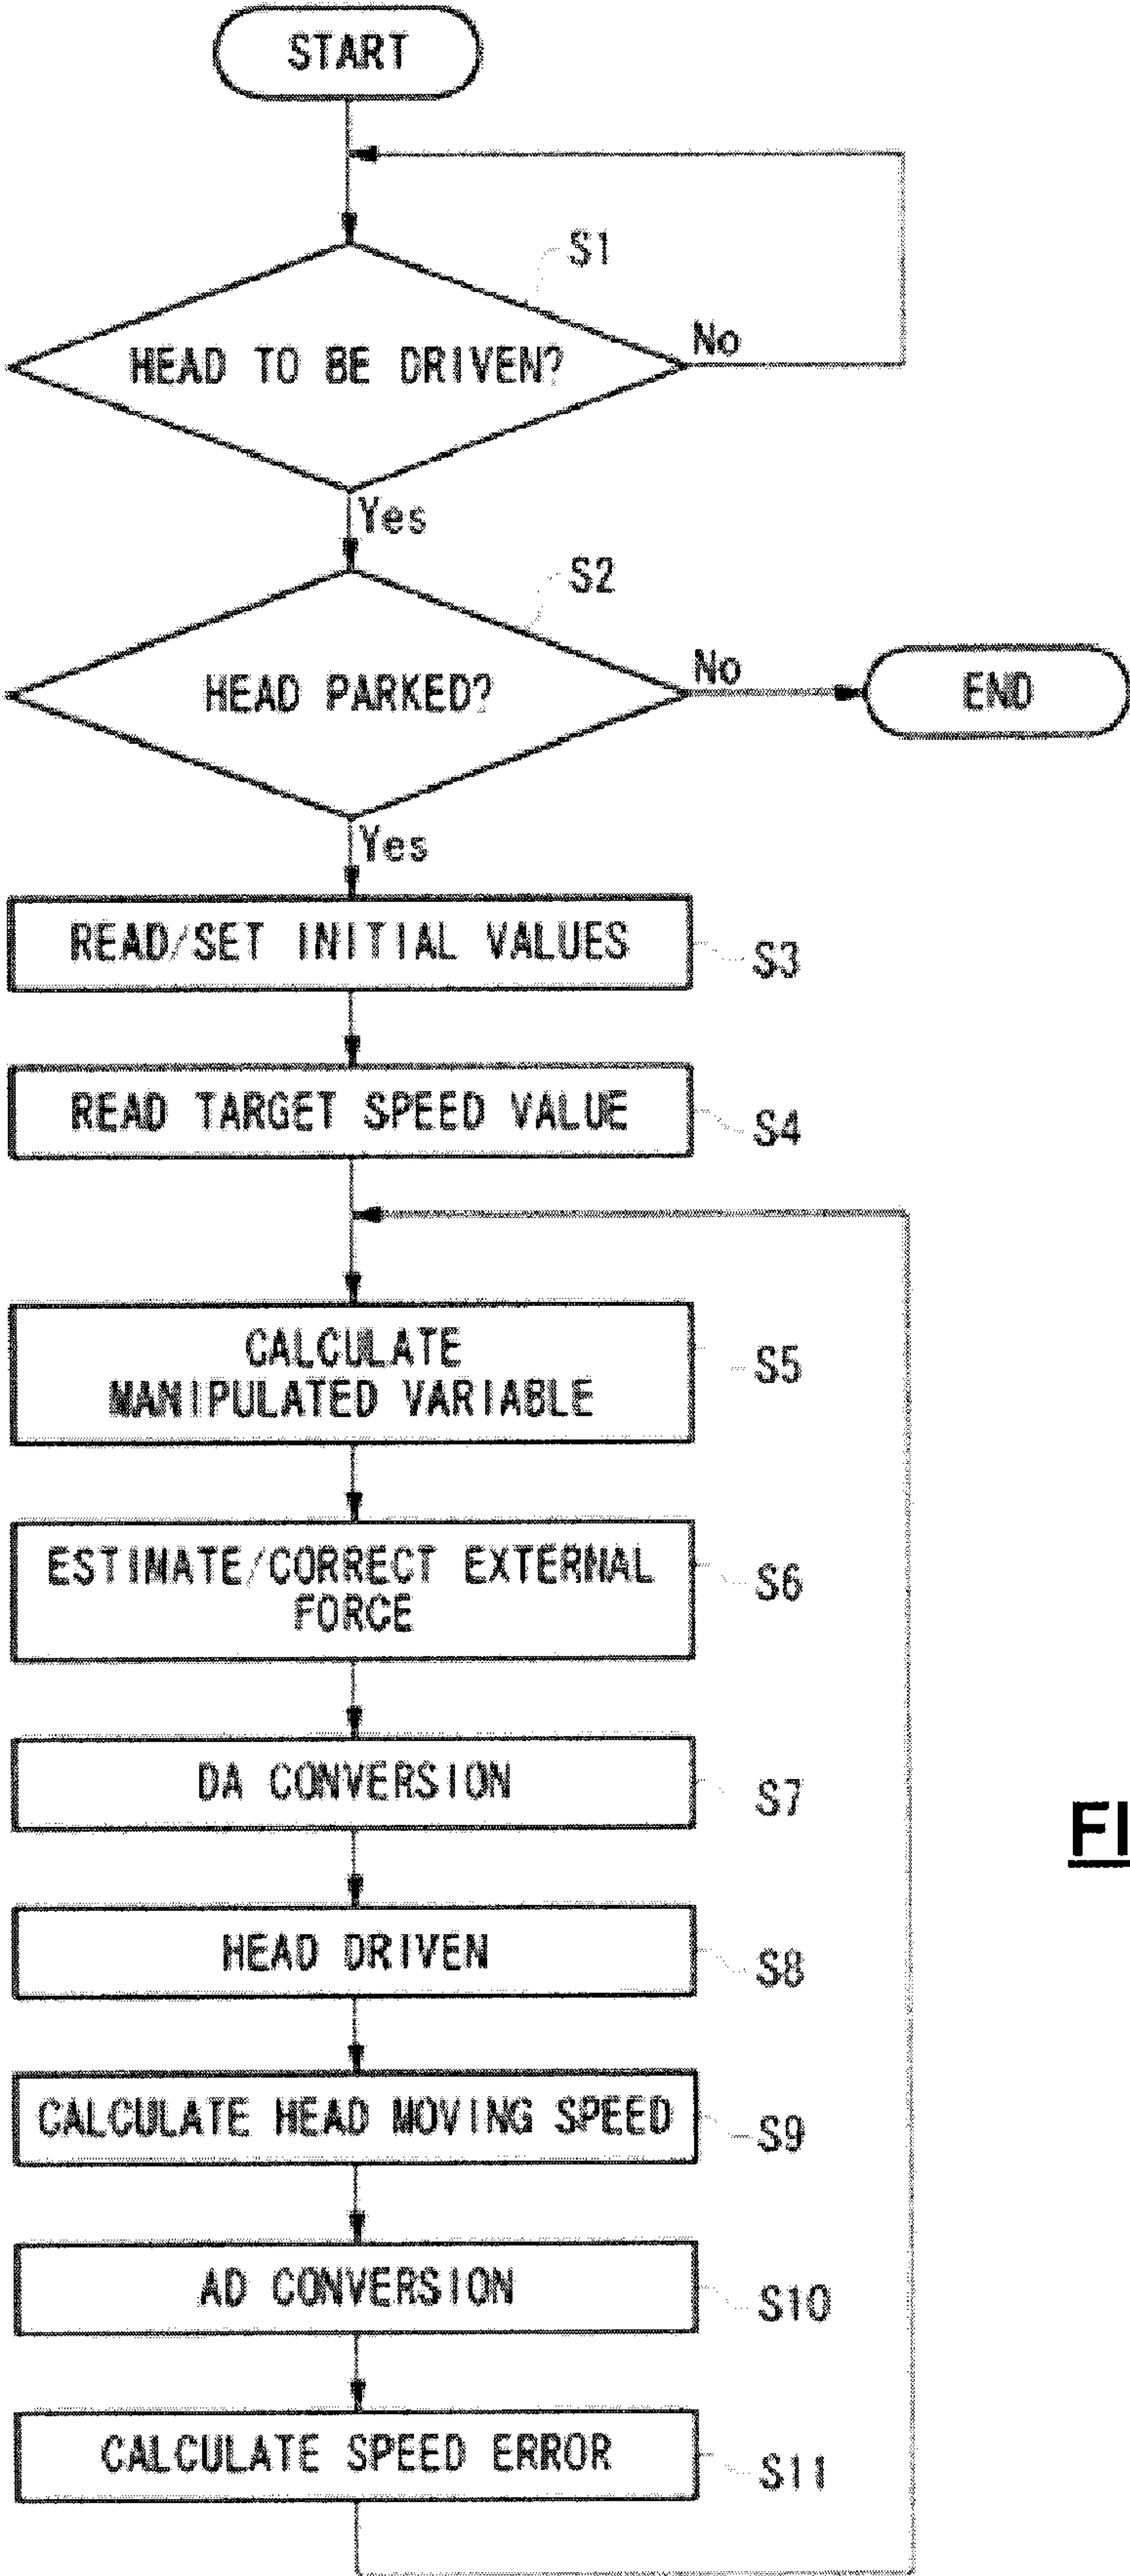 START
S1
HEAD TO BE DRIVEN?
No
Yes
S2
HEAD PARKED?
No
END
Yes
READ/SET INITIAL VALUES
S3
READ TARGET SPEED VALUE
S4
CALCULATE
MANIPULATED VARIABLE
S5
ESTIMATE/CORRECT EXTERNAL
FORCE
S6
DA CONVERSION
S7
FI
HEAD DRIVEN
S8
CALCULATE HEAD MOVING SPEED
S9
AD CONVERSION
S10
CALCULATE SPEED ERROR
S11